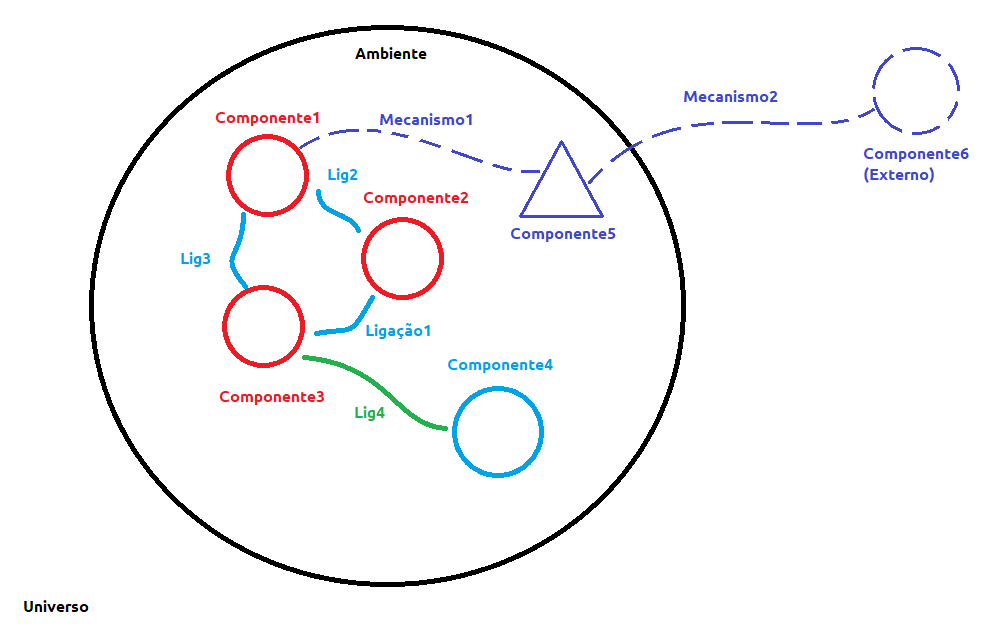 Ambiente
Componente1
Mecanismo1
Mecanismo2
Componente6
(Externo)
Lig2
Componente2
Componente5
Lig3
Ligação1
Componente4
Componente3
Lig4
Universo